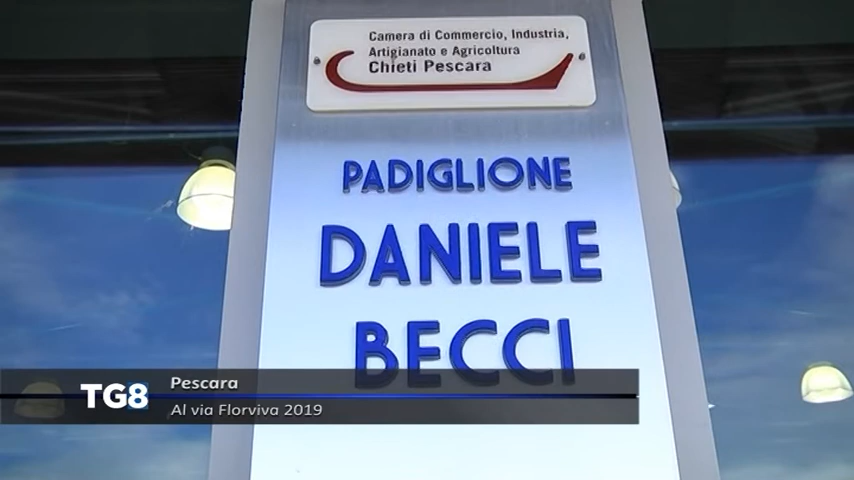 Camera di Commercio, Industria,
Artigianato e Agricoltura
Chieti Pescara
PADIGLIONE
DANIELE
BECCI
TG8
Pescara
Al via Florviva 2019